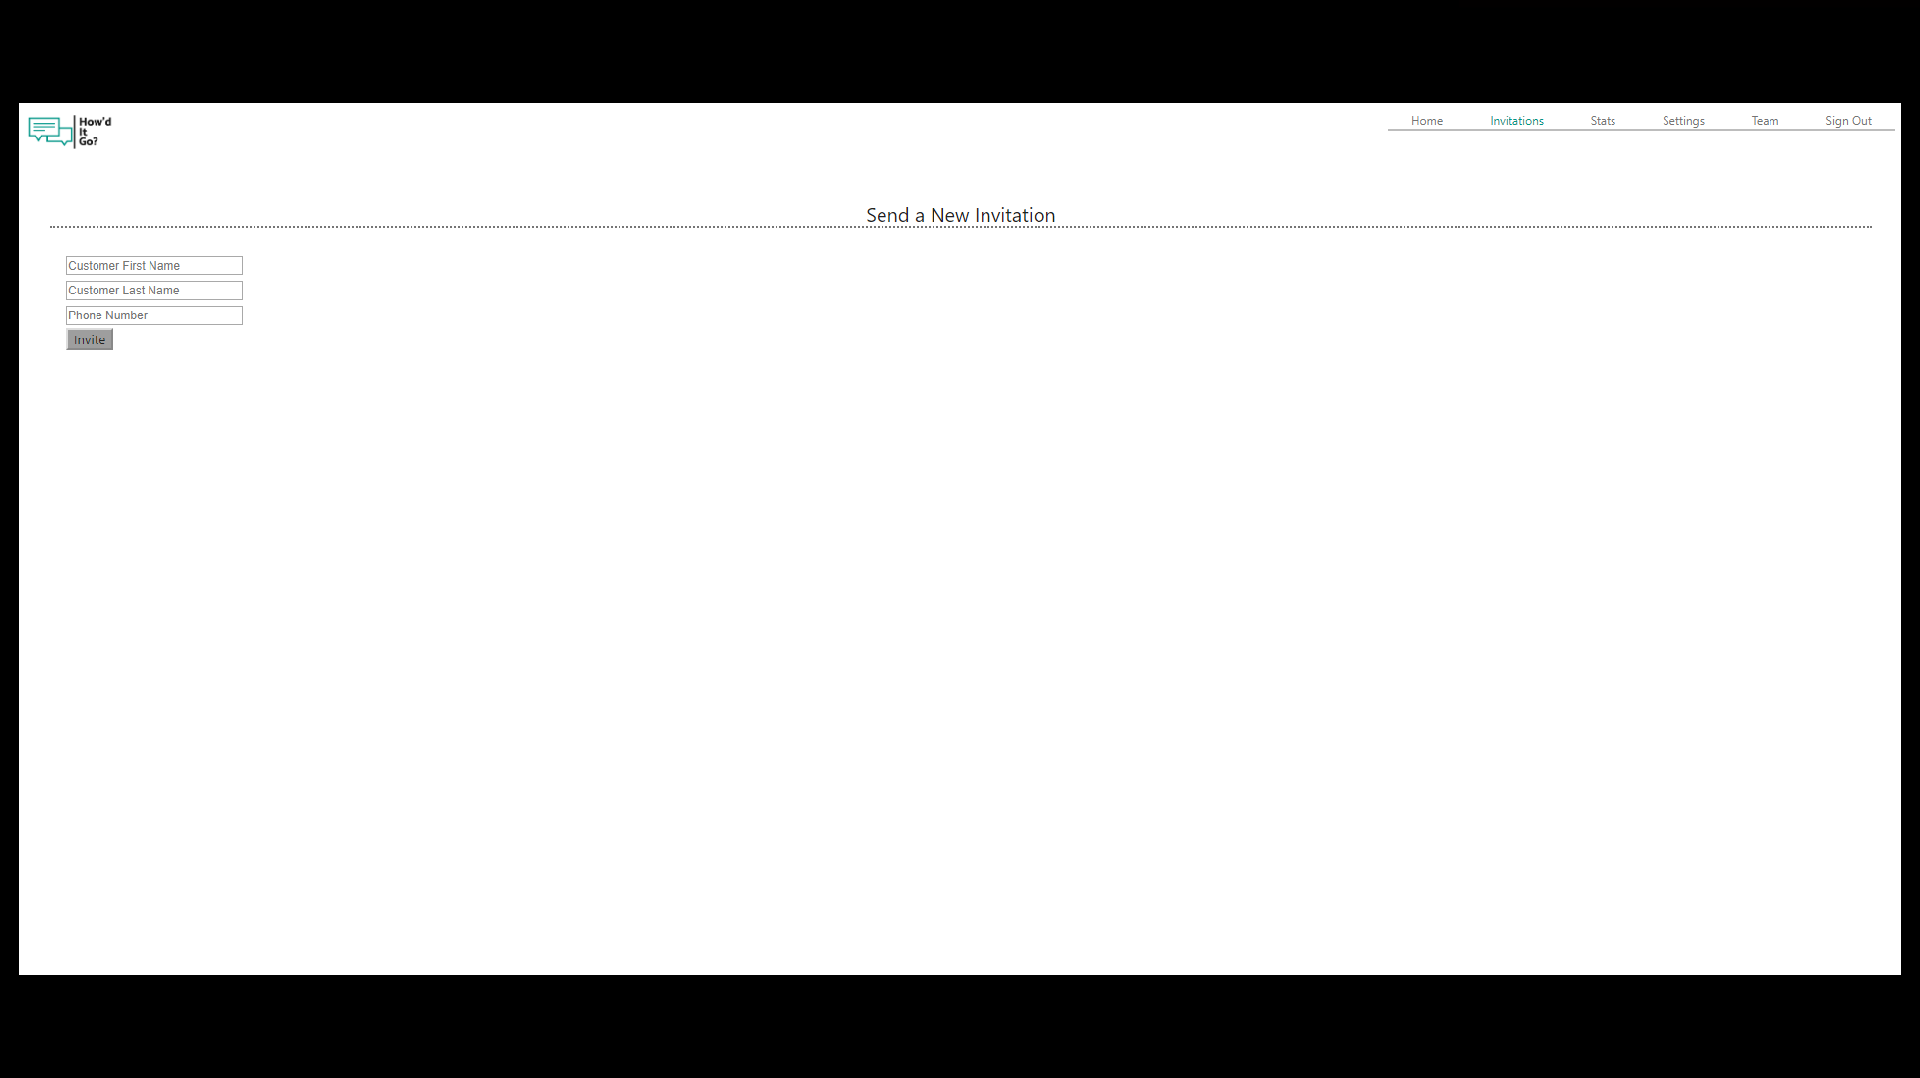 How'd
It
Go?
Home Invitations Stats Settings Team Sign Out
Send a New Invitation
Customer First Name
Customer Last Name
Phone Number
Invite